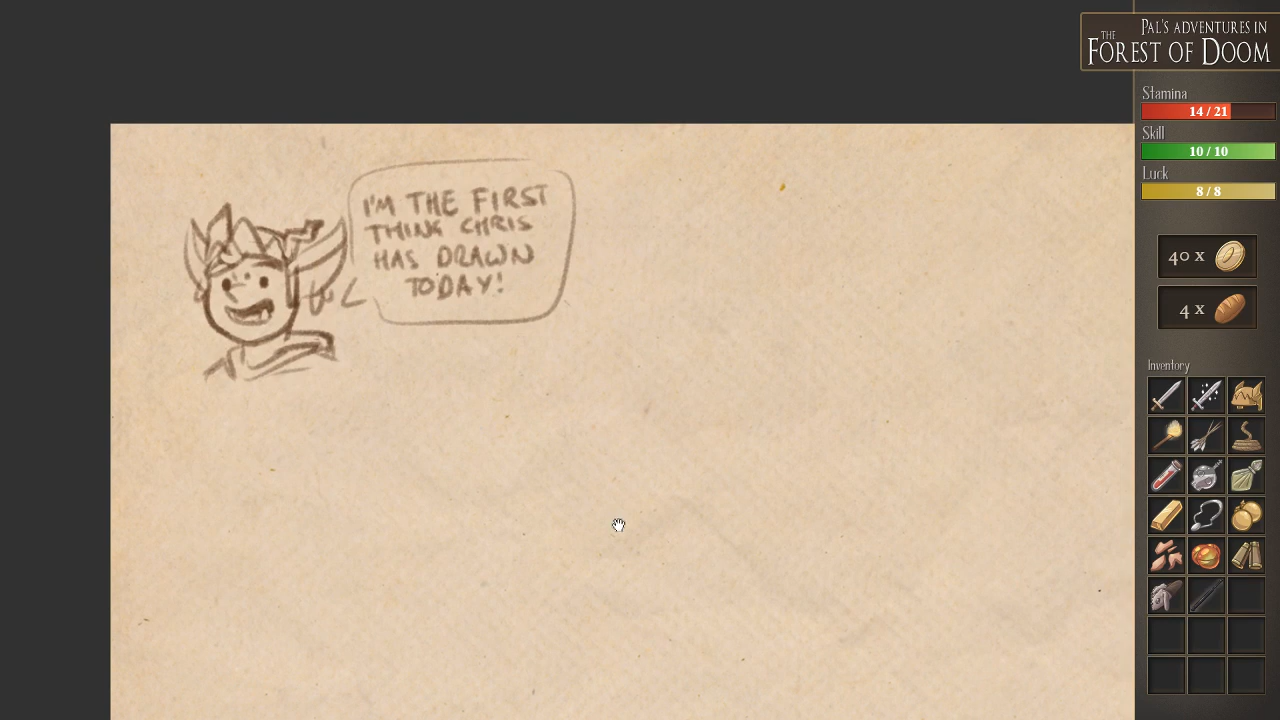 PAL'S ADVENTURES IN
THE
FOREST OF DOOM
Stamina
14 / 21
Skill
10 / 10
Luck
8 / 8
40 x
4 x
Inventory
I'M THE FIRST
THING CHRIS
HAS DRAWN
TODAY!